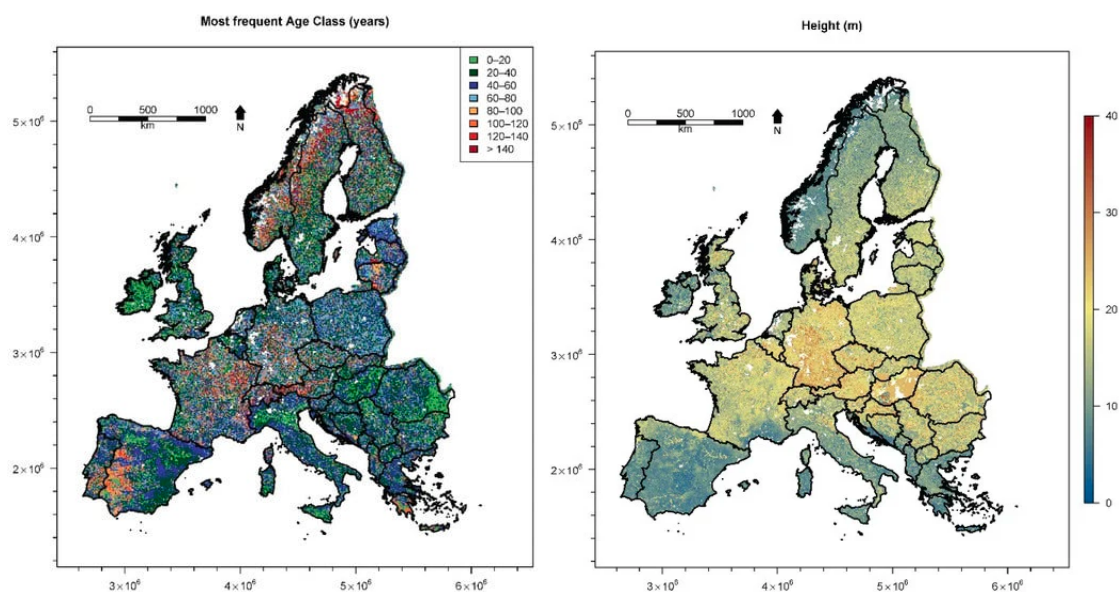 Most frequent Age Class (years)
0–20
20–40
40–60
60–80
80–100
100–120
120–140
> 140
0 500 1000
km
N
5×10⁶
4×10⁶
3×10⁶
2×10⁶
3×10⁶ 4×10⁶ 5×10⁶ 6×10⁶
Height (m)
0 500 1000
km
N
5×10⁶
4×10⁶
3×10⁶
2×10⁶
3×10⁶ 4×10⁶ 5×10⁶ 6×10⁶
40
30
20
10
0